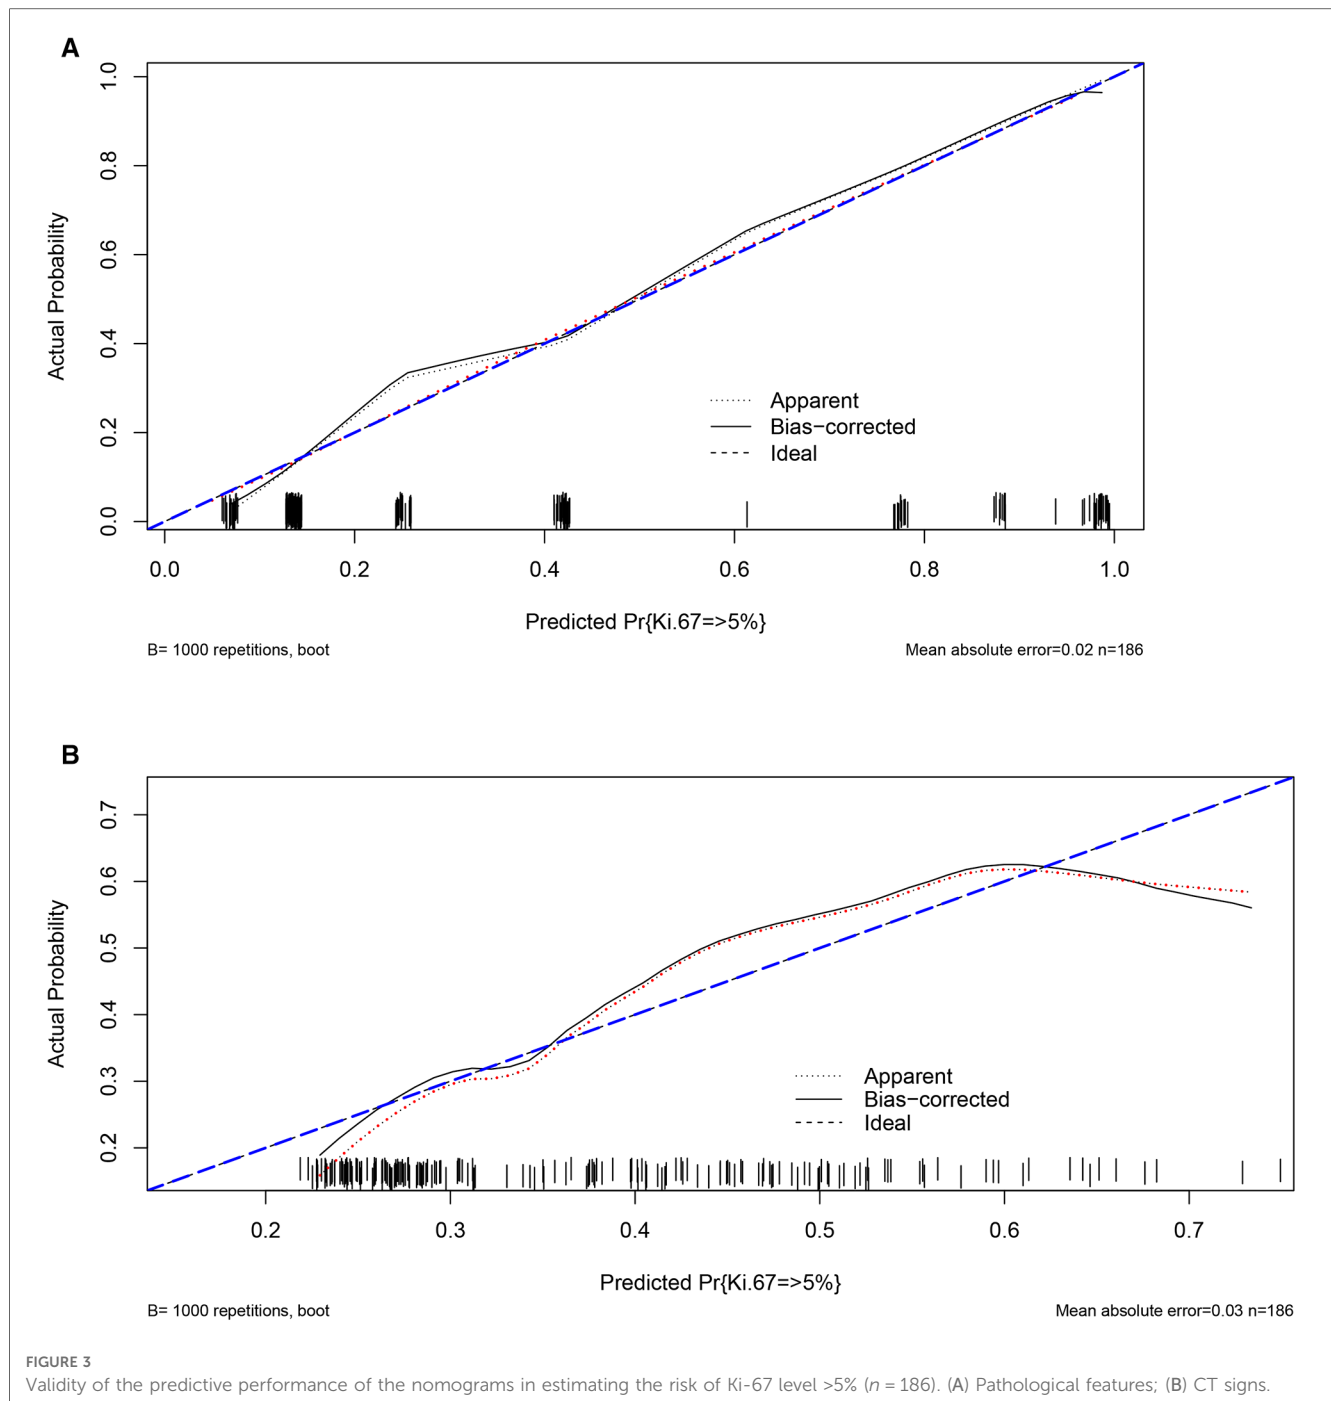 A
1.0
0.8
0.6
0.4
0.2
0.0
Actual Probability
Apparent
Bias−corrected
Ideal
0.0 0.2 0.4 0.6 0.8 1.0
Predicted Pr{Ki.67=>5%}
B= 1000 repetitions, boot
Mean absolute error=0.02 n=186
B
0.7
0.6
0.5
0.4
0.3
0.2
Actual Probability
Apparent
Bias−corrected
Ideal
0.2 0.3 0.4 0.5 0.6 0.7
Predicted Pr{Ki.67=>5%}
B= 1000 repetitions, boot
Mean absolute error=0.03 n=186
FIGURE 3
Validity of the predictive performance of the nomograms in estimating the risk of Ki-67 level >5% (n = 186). (A) Pathological features; (B) CT signs.